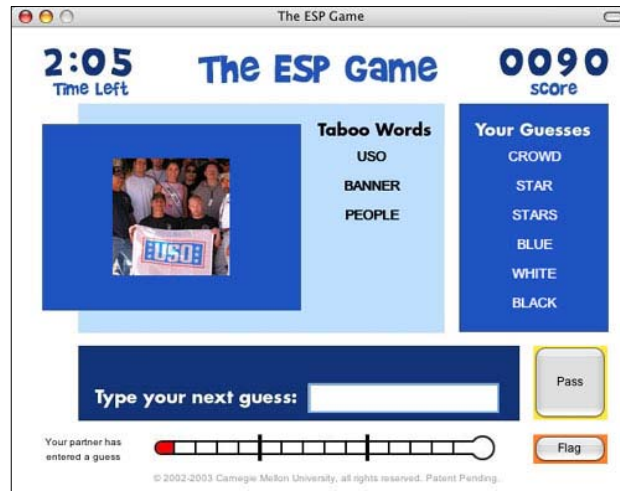 The ESP Game
2:05
Time Left
The ESP Game
0090
score
Taboo Words
USO
BANNER
PEOPLE
Your Guesses
CROWD
STAR
STARS
BLUE
WHITE
BLACK
USO
Type your next guess:
Pass
Your partner has
entered a guess
Flag
© 2002-2003 Carnegie Mellon University, all rights reserved. Patent Pending.